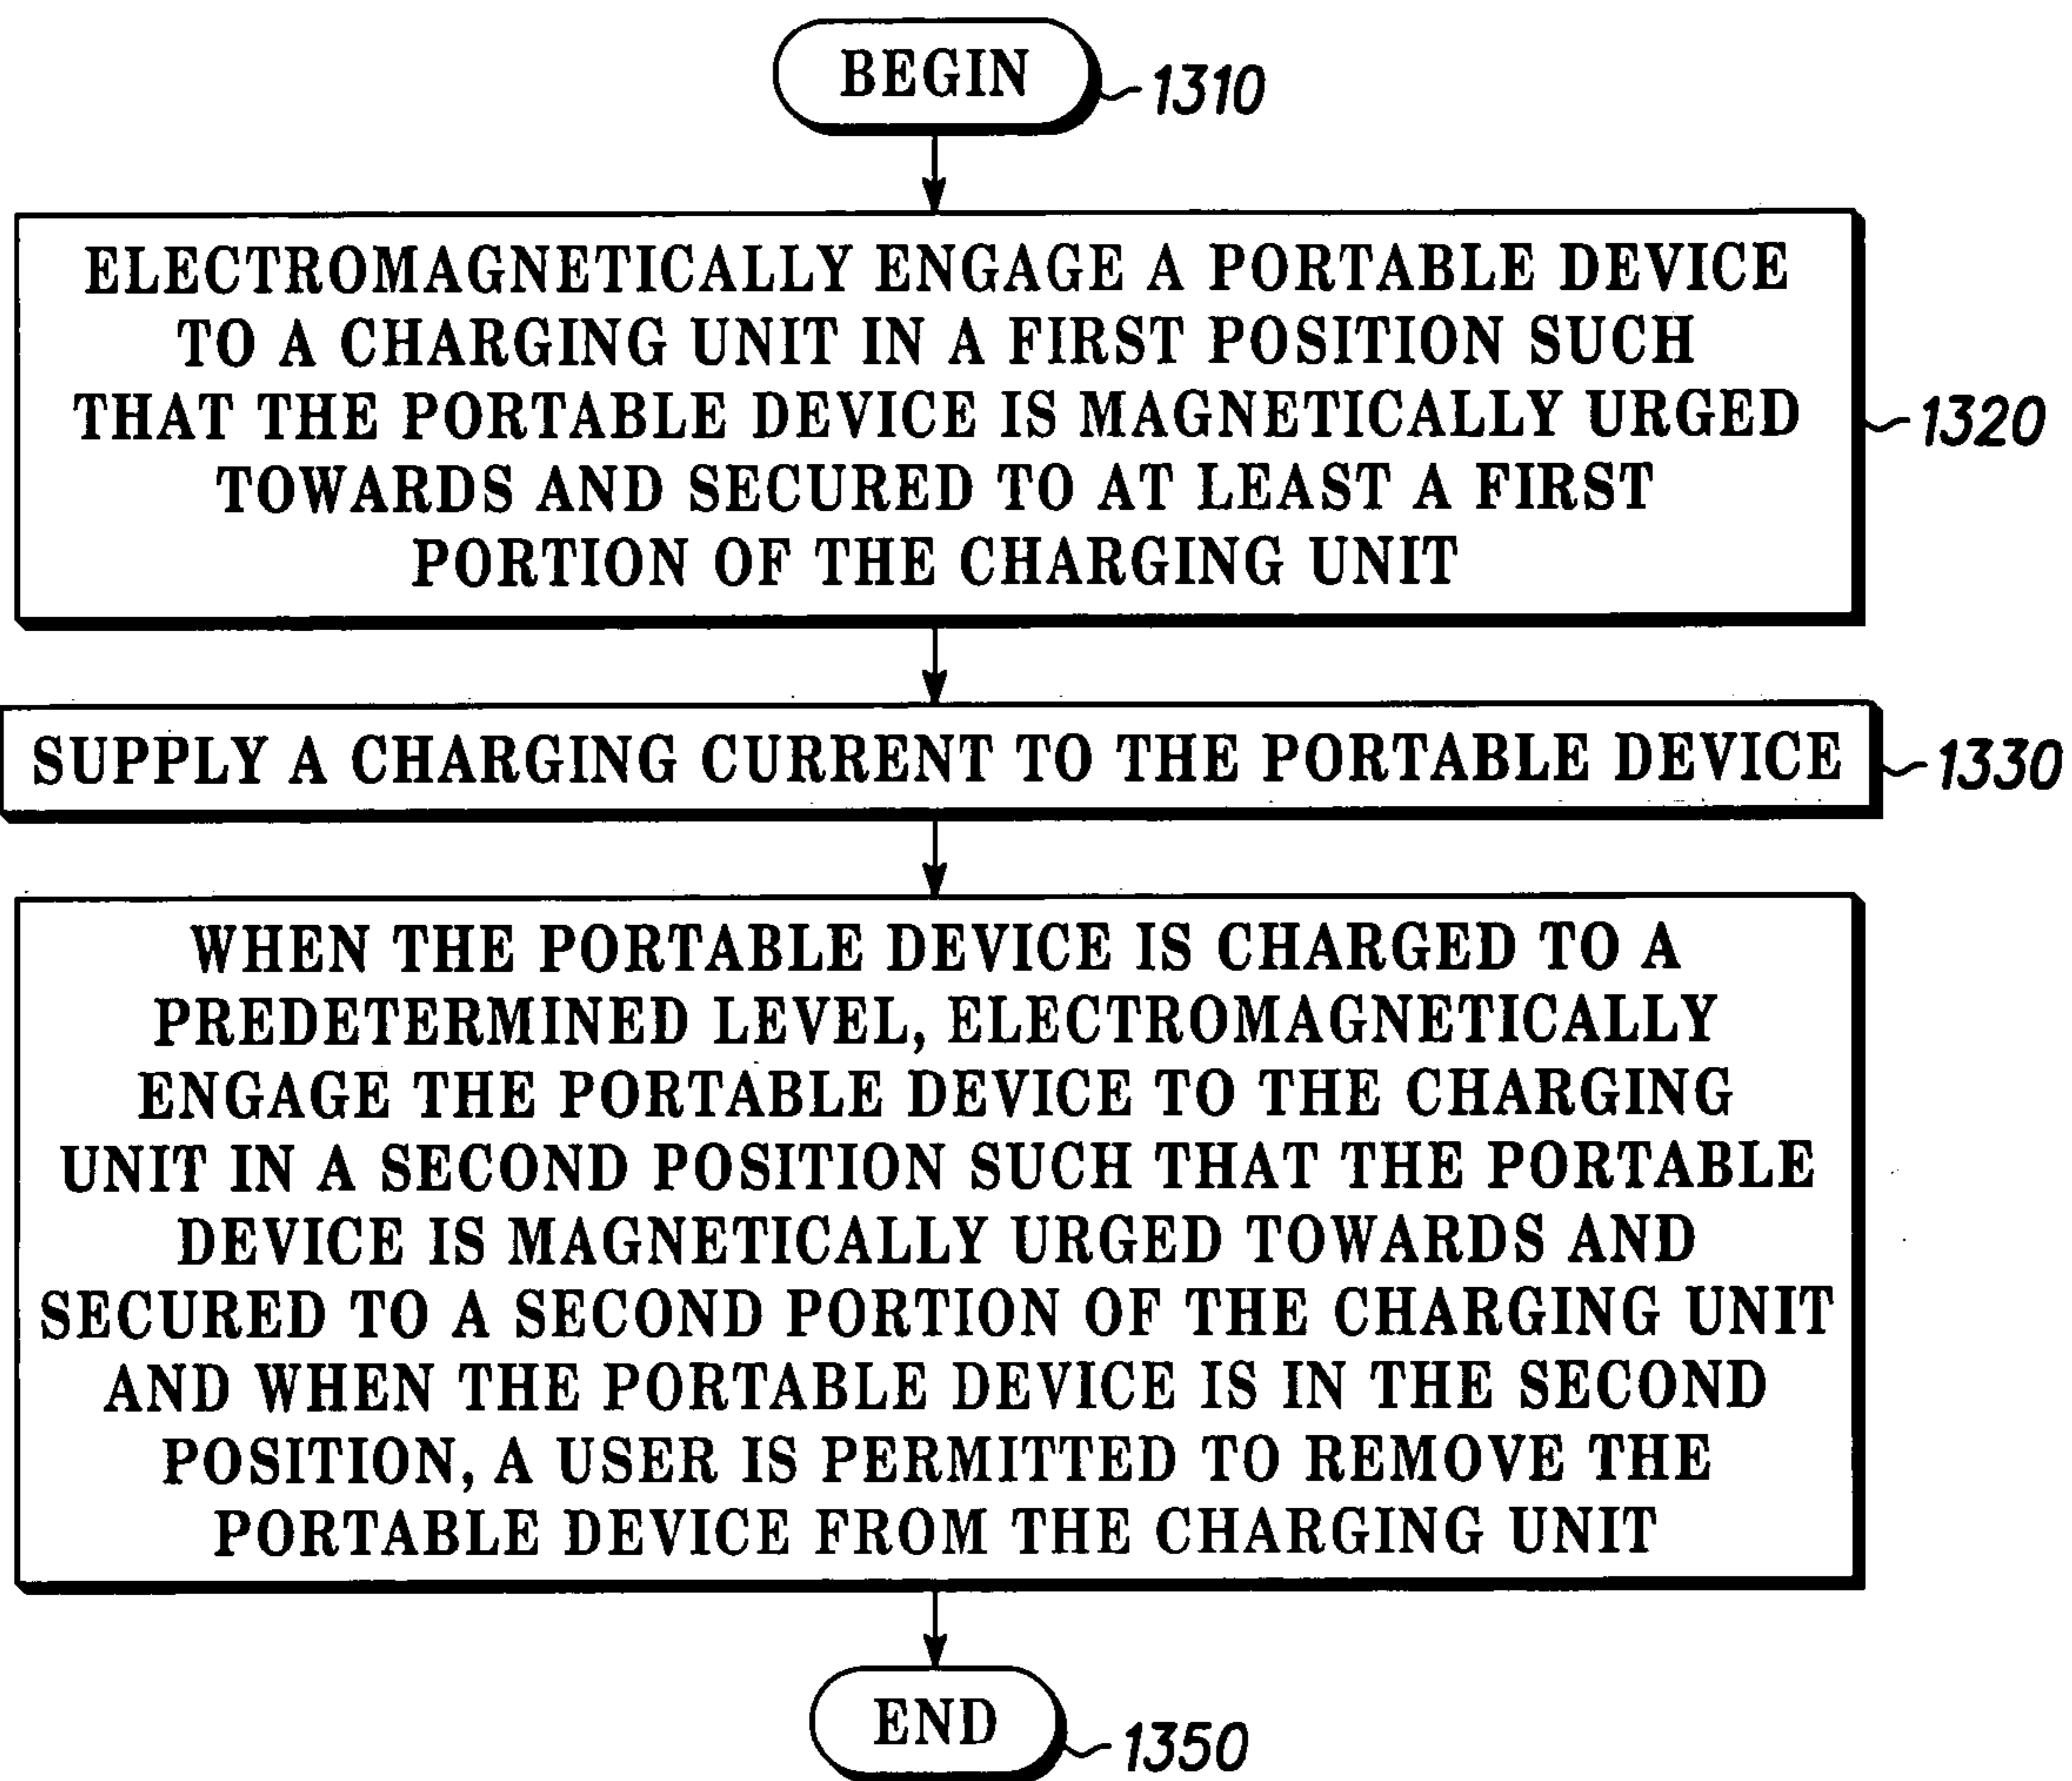 BEGIN
1310
ELECTROMAGNETICALLY ENGAGE A PORTABLE DEVICE
TO A CHARGING UNIT IN A FIRST POSITION SUCH
THAT THE PORTABLE DEVICE IS MAGNETICALLY URGED
TOWARDS AND SECURED TO AT LEAST A FIRST
PORTION OF THE CHARGING UNIT
1320
SUPPLY A CHARGING CURRENT TO THE PORTABLE DEVICE
1330
WHEN THE PORTABLE DEVICE IS CHARGED TO A
PREDETERMINED LEVEL, ELECTROMAGNETICALLY
ENGAGE THE PORTABLE DEVICE TO THE CHARGING
UNIT IN A SECOND POSITION SUCH THAT THE PORTABLE
DEVICE IS MAGNETICALLY URGED TOWARDS AND
SECURED TO A SECOND PORTION OF THE CHARGING UNIT
AND WHEN THE PORTABLE DEVICE IS IN THE SECOND
POSITION, A USER IS PERMITTED TO REMOVE THE
PORTABLE DEVICE FROM THE CHARGING UNIT
END
1350